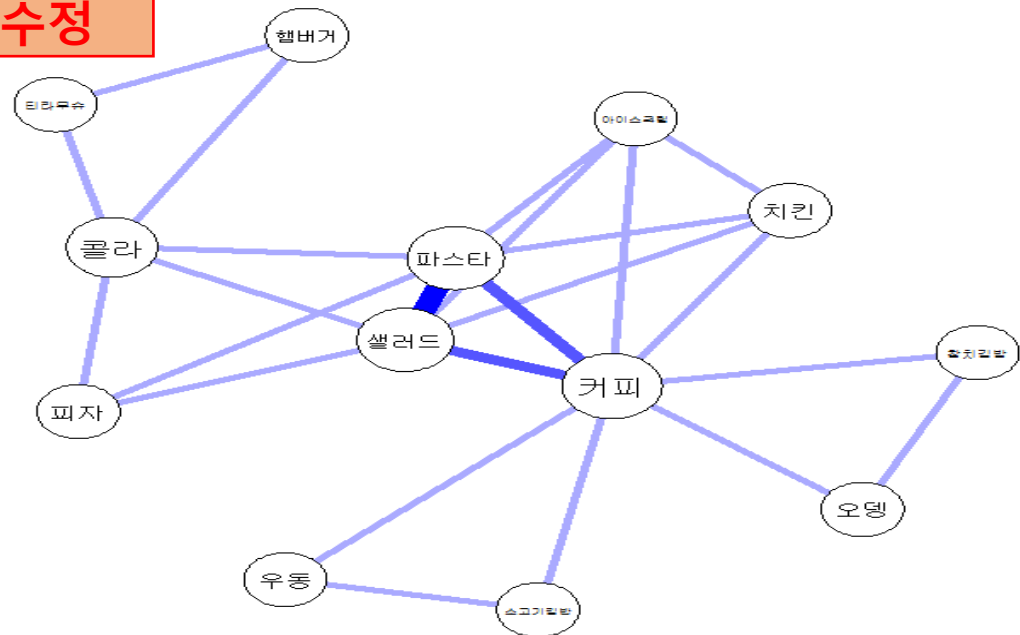 수정
햄버거
티라무슈
아이스크림
치킨
콜라
파스타
샐러드
참치김밥
커피
피자
오뎅
우동
소고기김밥